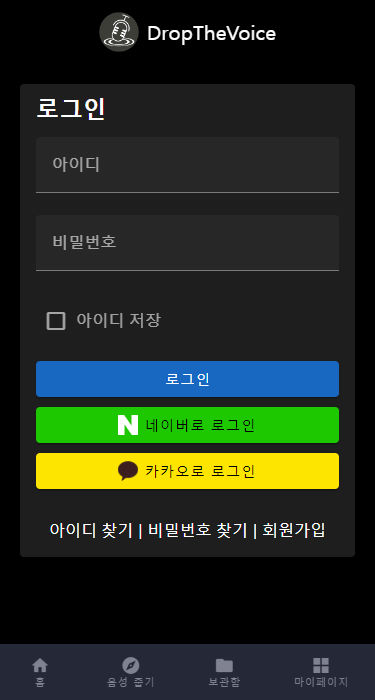 DropTheVoice
로그인
아이디
비밀번호
아이디 저장
로그인
N 네이버로 로그인
카카오로 로그인
아이디 찾기 | 비밀번호 찾기 | 회원가입
홈 음성 줍기 보관함 마이페이지